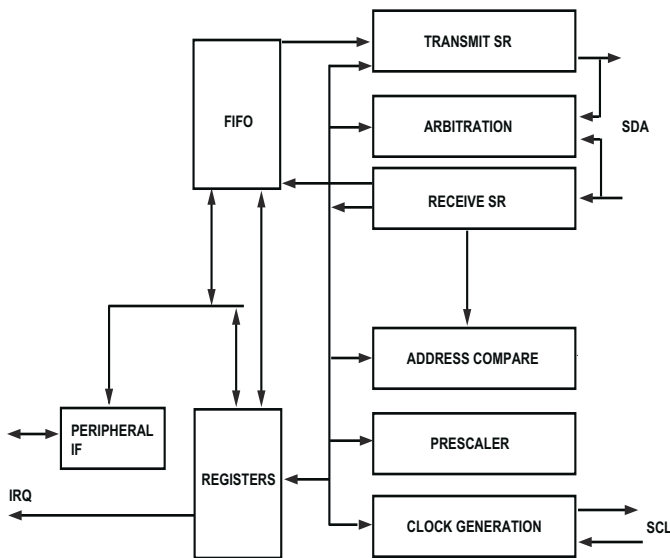 TRANSMIT SR
FIFO
ARBITRATION
SDA
RECEIVE SR
ADDRESS COMPARE
PERIPHERAL
IF
PRESCALER
REGISTERS
IRQ
CLOCK GENERATION
SCL